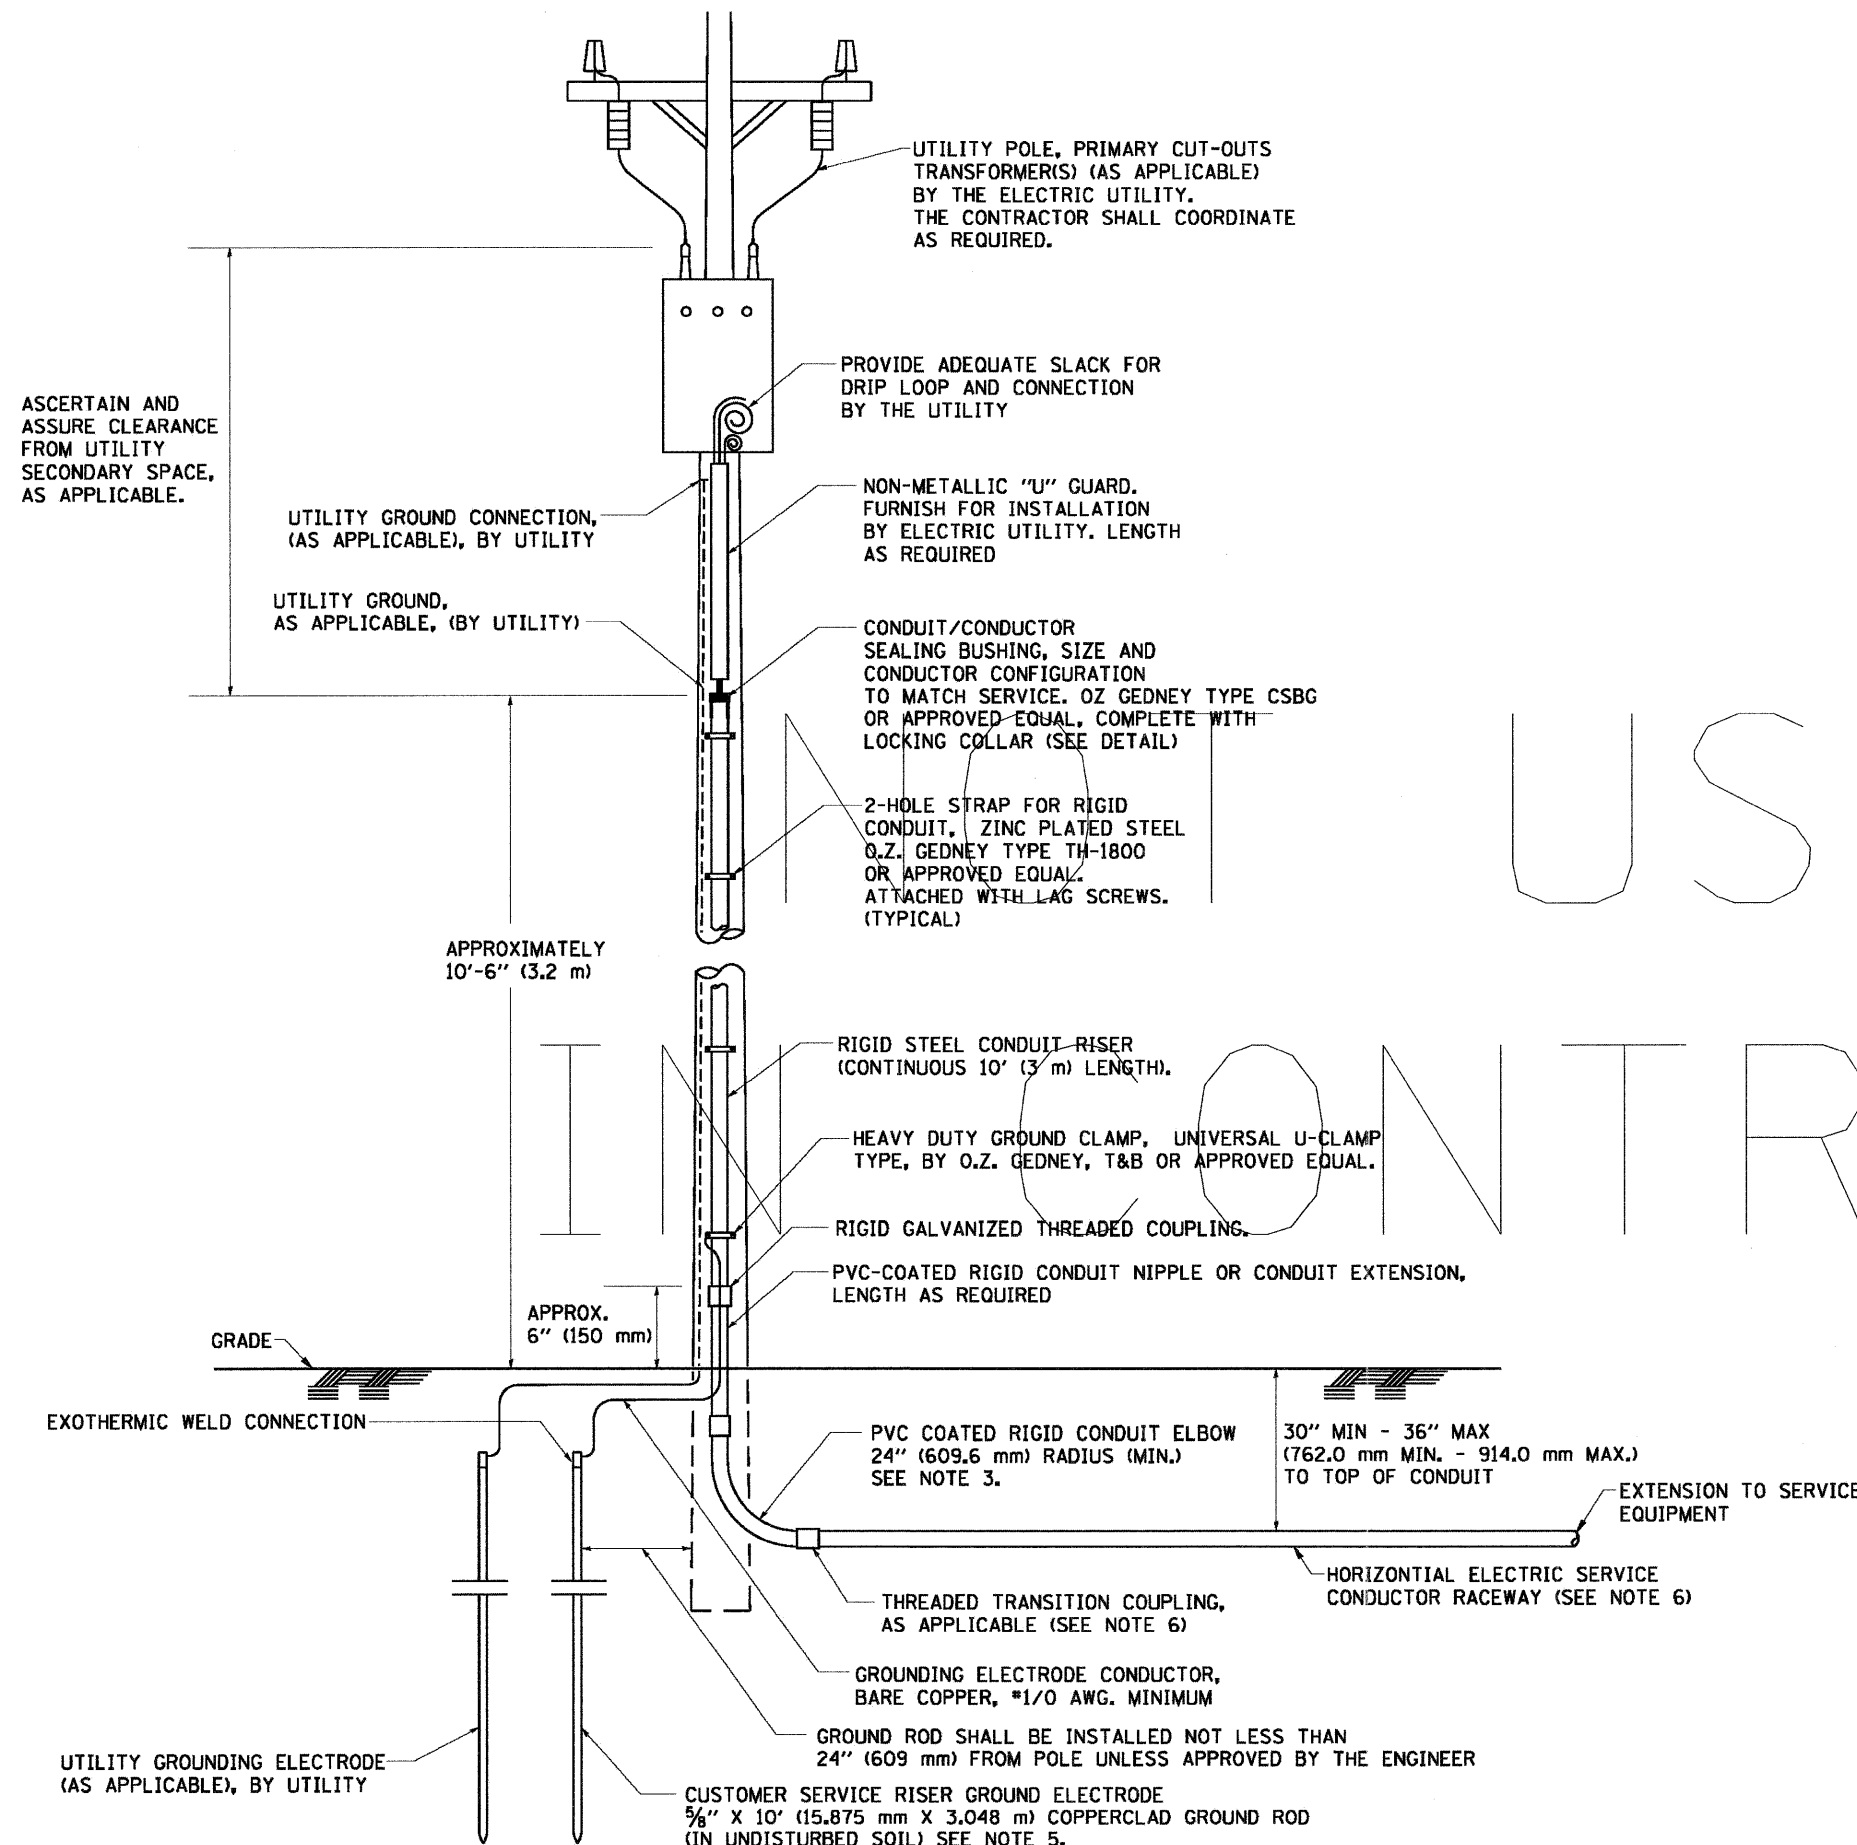 UTILITY POLE, PRIMARY CUT-OUTS
TRANSFORMER(S) (AS APPLICABLE)
BY THE ELECTRIC UTILITY.
THE CONTRACTOR SHALL COORDINATE
AS REQUIRED.
PROVIDE ADEQUATE SLACK FOR
DRIP LOOP AND CONNECTION
BY THE UTILITY
ASCERTAIN AND
ASSURE CLEARANCE
FROM UTILITY
SECONDARY SPACE,
AS APPLICABLE.
NON-METALLIC "U" GUARD.
FURNISH FOR INSTALLATION
BY ELECTRIC UTILITY. LENGTH
AS REQUIRED
UTILITY GROUND CONNECTION,
(AS APPLICABLE), BY UTILITY
UTILITY GROUND,
AS APPLICABLE, (BY UTILITY)
CONDUIT/CONDUCTOR
SEALING BUSHING, SIZE AND
CONDUCTOR CONFIGURATION
TO MATCH SERVICE. OZ GEDNEY TYPE CSBG
OR APPROVED EQUAL, COMPLETE WITH
LOCKING COLLAR (SEE DETAIL)
NOT US
2-HOLE STRAP FOR RIGID
CONDUIT, ZINC PLATED STEEL
O.Z. GEDNEY TYPE TH-1800
OR APPROVED EQUAL.
ATTACHED WITH LAG SCREWS.
(TYPICAL)
APPROXIMATELY
10'-6" (3.2 m)
RIGID STEEL CONDUIT RISER
(CONTINUOUS 10' (3 m) LENGTH).
IN CONTR
HEAVY DUTY GROUND CLAMP, UNIVERSAL U-CLAMP
TYPE, BY O.Z. GEDNEY, T&B OR APPROVED EQUAL.
RIGID GALVANIZED THREADED COUPLING.
PVC-COATED RIGID CONDUIT NIPPLE OR CONDUIT EXTENSION,
LENGTH AS REQUIRED
APPROX.
6" (150 mm)
GRADE
EXOTHERMIC WELD CONNECTION
PVC COATED RIGID CONDUIT ELBOW
24" (609.6 mm) RADIUS (MIN.)
SEE NOTE 3.
30" MIN - 36" MAX
(762.0 mm MIN. - 914.0 mm MAX.)
TO TOP OF CONDUIT
EXTENSION TO SERVICE
EQUIPMENT
HORIZONTIAL ELECTRIC SERVICE
CONDUCTOR RACEWAY (SEE NOTE 6)
THREADED TRANSITION COUPLING,
AS APPLICABLE (SEE NOTE 6)
GROUNDING ELECTRODE CONDUCTOR,
BARE COPPER, #1/0 AWG. MINIMUM
GROUND ROD SHALL BE INSTALLED NOT LESS THAN
24" (609 mm) FROM POLE UNLESS APPROVED BY THE ENGINEER
UTILITY GROUNDING ELECTRODE
(AS APPLICABLE), BY UTILITY
CUSTOMER SERVICE RISER GROUND ELECTRODE
5/8" X 10' (15.875 mm X 3.048 m) COPPERCLAD GROUND ROD
(IN UNDISTURBED SOIL) SEE NOTE 5.